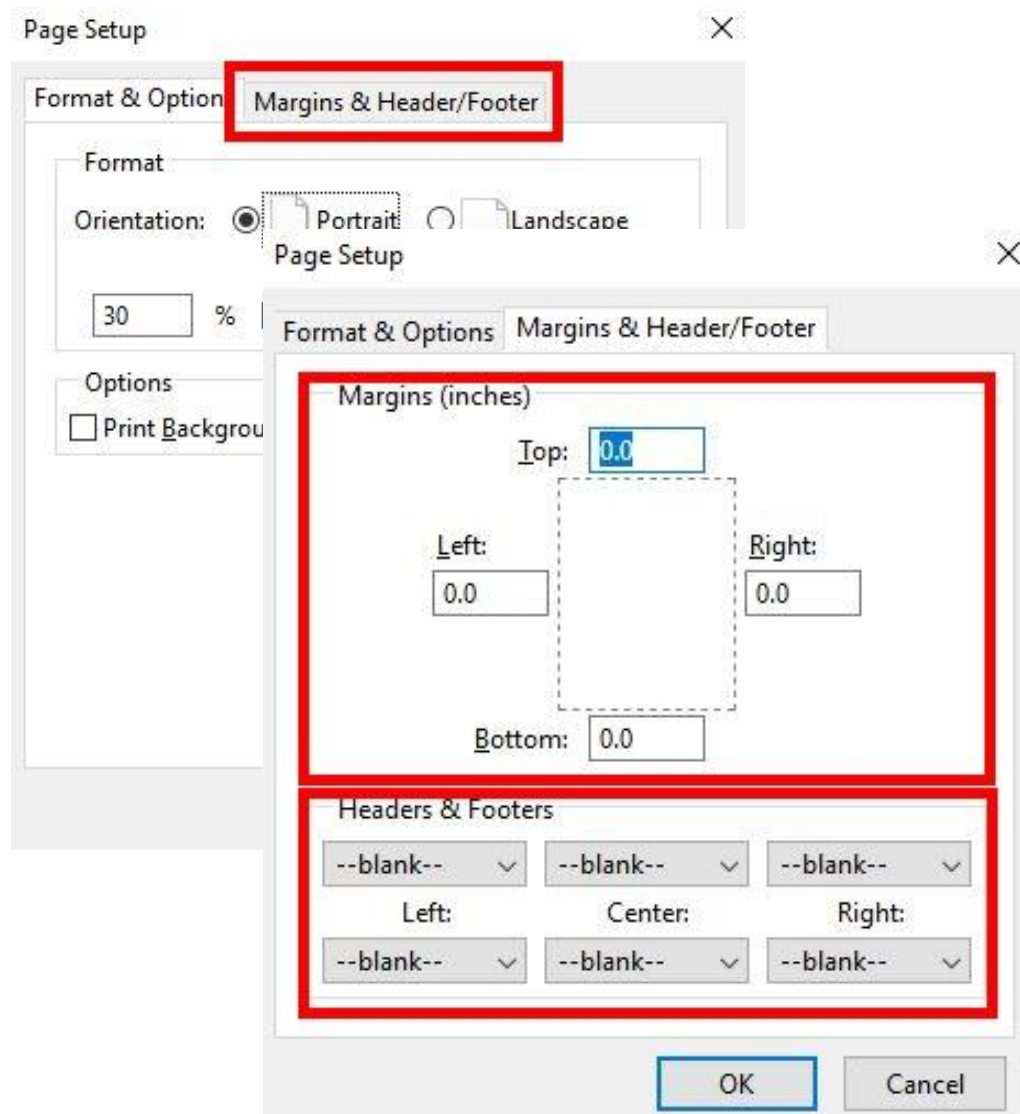 Page Setup
Format & Option
Margins & Header/Footer
Format
Orientation: Portrait Landscape
30 %
Options
Print Backgrou
Page Setup
Format & Options Margins & Header/Footer
Margins (inches)
Top: 0.0
Left: Right:
0.0 0.0
Bottom: 0.0
Headers & Footers
--blank-- --blank-- --blank--
Left: Center: Right:
--blank-- --blank-- --blank--
OK Cancel